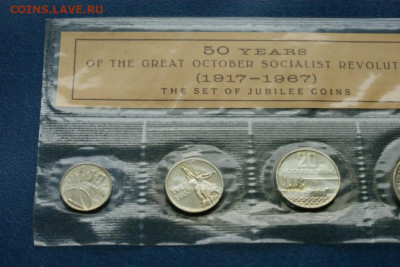 COINS.LAVE.RU
50 YEARS
OF THE GREAT OCTOBER SOCIALIST REVOLUT
(1917-1967)
THE SET OF JUBILEE COINS
20